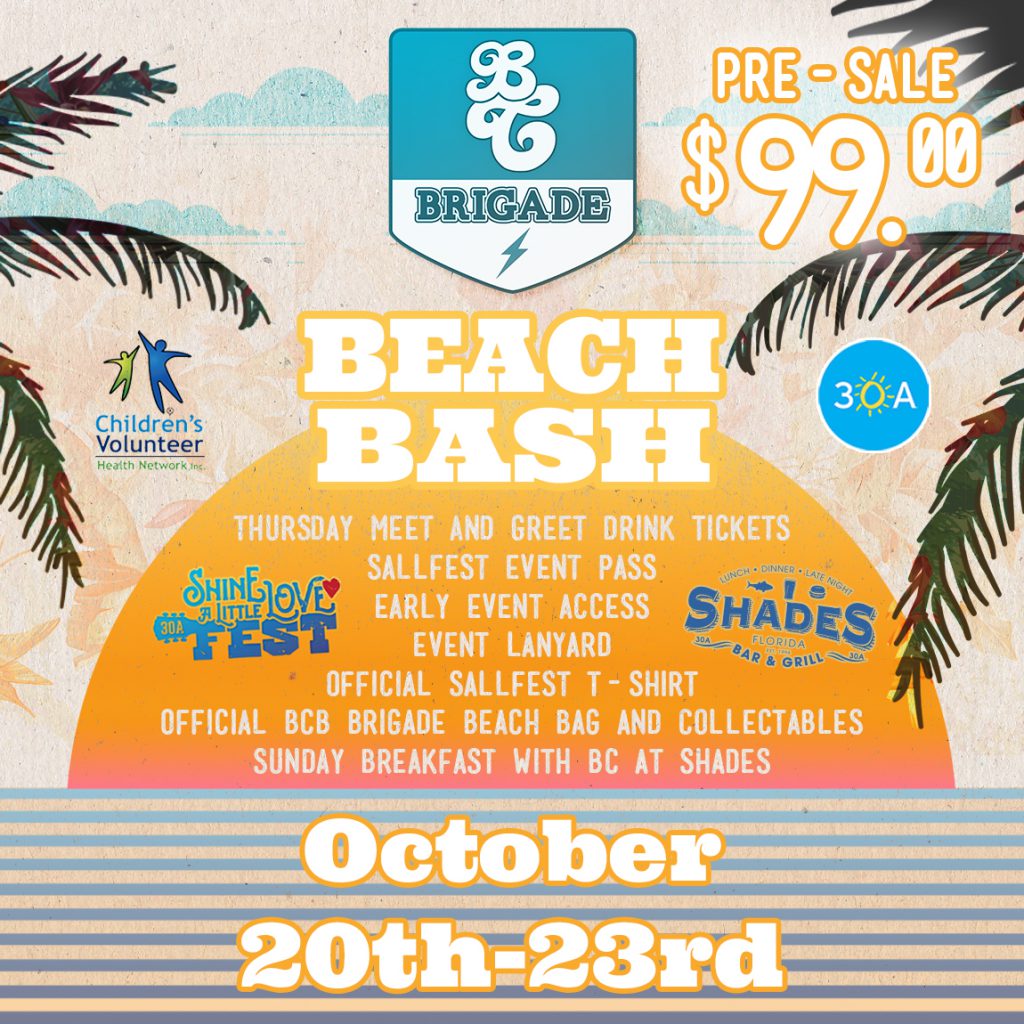 BC
BRIGADE
PRE - SALE
$99.00
BEACH
BASH
Children's
Volunteer
Health Network Inc.
30A
THURSDAY MEET AND GREET DRINK TICKETS
SALLFEST EVENT PASS
EARLY EVENT ACCESS
EVENT LANYARD
OFFICIAL SALLFEST T-SHIRT
OFFICIAL BCB BRIGADE BEACH BAG AND COLLECTABLES
SUNDAY BREAKFAST WITH BC AT SHADES
SHINE
A LITTLE
LOVE
30A
FEST
LUNCH • DINNER • LATE NIGHT
SHADES
FLORIDA
30A
BAR & GRILL
30A
October
20th-23rd